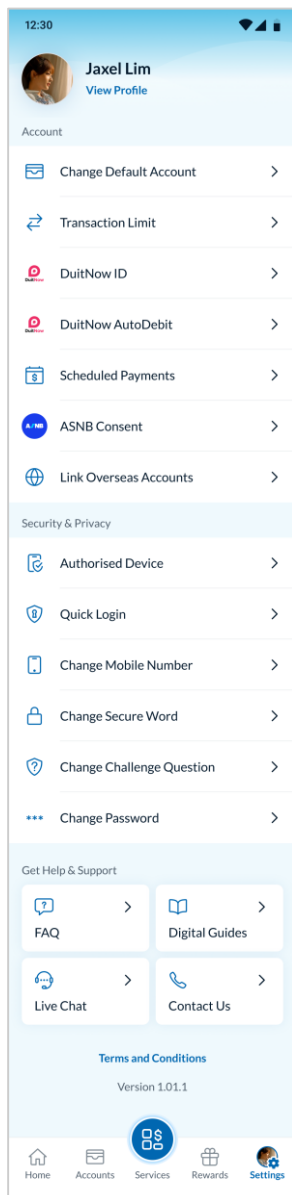 12:30
Jaxel Lim
View Profile
Account
Change Default Account
Transaction Limit
DuitNow
DuitNow ID
DuitNow
DuitNow AutoDebit
$
Scheduled Payments
A/NB
ASNB Consent
Link Overseas Accounts
Security & Privacy
Authorised Device
Quick Login
Change Mobile Number
Change Secure Word
?
Change Challenge Question
***
Change Password
Get Help & Support
?
FAQ
Digital Guides
Live Chat
Contact Us
Terms and Conditions
Version 1.01.1
$
Home
Accounts
Services
Rewards
Settings